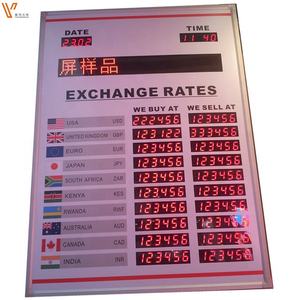 DATE TIME
2302 11 40
屏样品
EXCHANGE RATES
WE BUY AT WE SELL AT
USA USD 222456 123456
UNITED KINGDOM GBP 123122 333456
EURO EUR 123456 123456
JAPAN JPY 123456 123456
SOUTH AFRICA ZAR 123456 123456
KENYA KES 123456 123456
RWANDA RWF 123456 123456
AUSTRALIA AUD 123456 123456
CANADA CAD 123456 123456
INDIA INR 123456 123456